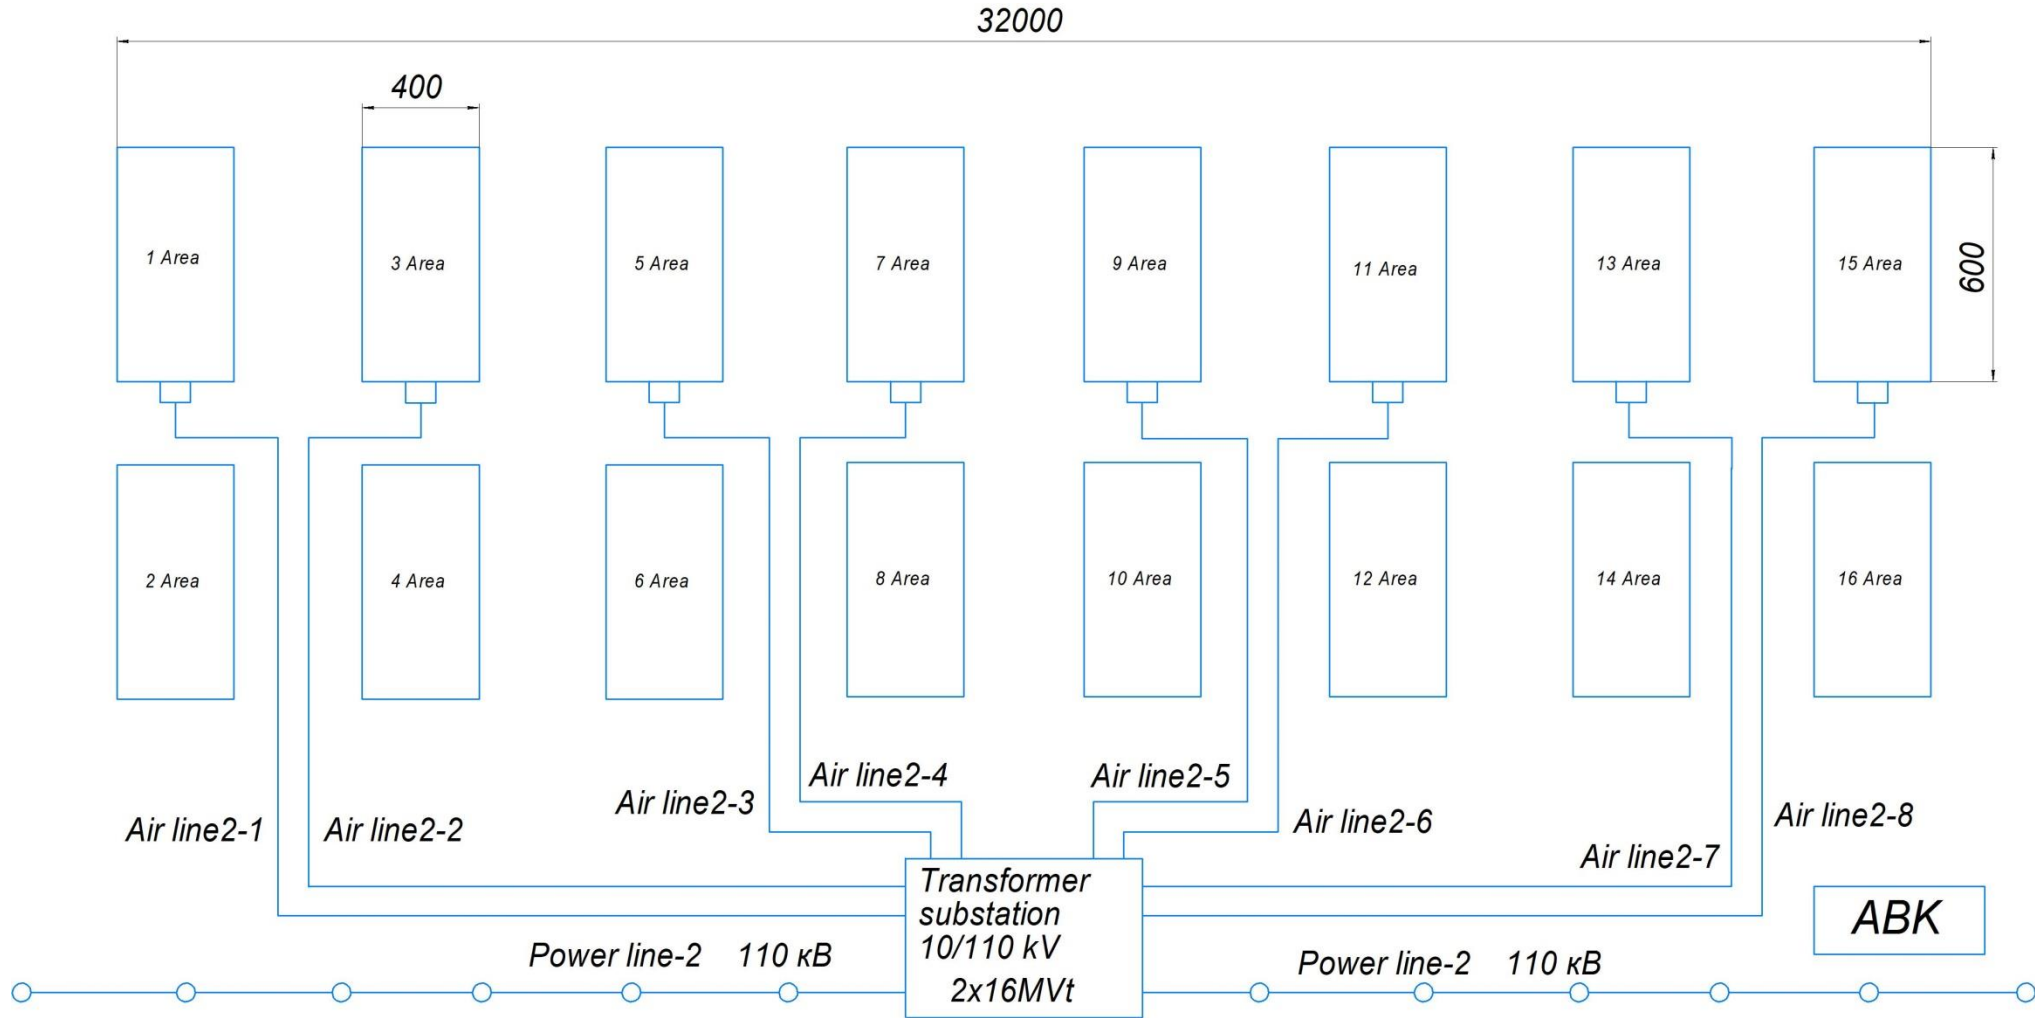 32000
400
600
1 Area
3 Area
5 Area
7 Area
9 Area
11 Area
13 Area
15 Area
2 Area
4 Area
6 Area
8 Area
10 Area
12 Area
14 Area
16 Area
Air line2-1
Air line2-2
Air line2-3
Air line2-4
Air line2-5
Air line2-6
Air line2-7
Air line2-8
Transformer
substation
10/110 kV
2x16MVt
ABK
Power line-2 110 кВ
Power line-2 110 кВ